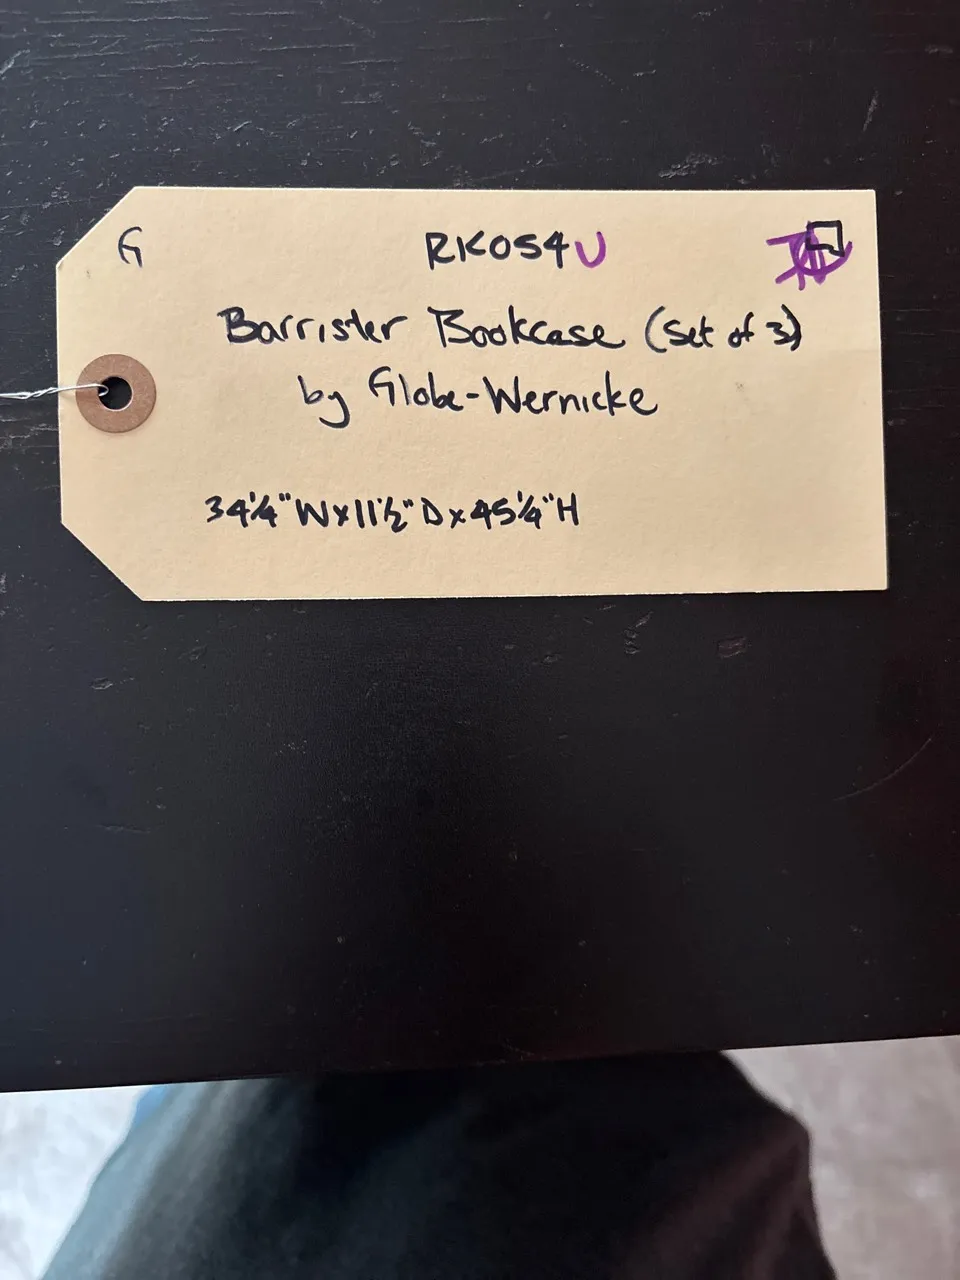 G RK054U
Barrister Bookcase (Set of 3)
by Globe-Wernicke
34¼"W x 11½"D x 45¼"H